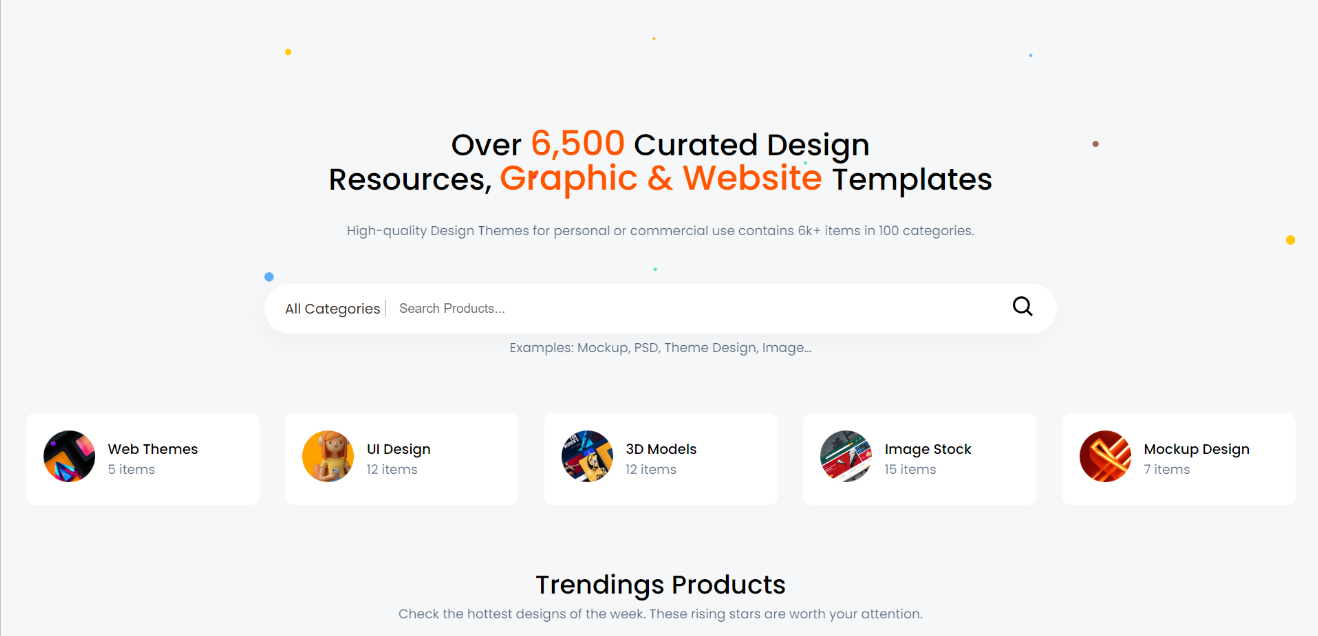 Over 6,500 Curated Design
Resources, Graphic & Website Templates
High-quality Design Themes for personal or commercial use contains 6k+ items in 100 categories.
All Categories Search Products...
Examples: Mockup, PSD, Theme Design, Image...
Web Themes
5 items
UI Design
12 items
3D Models
12 items
Image Stock
15 items
Mockup Design
7 items
Trendings Products
Check the hottest designs of the week. These rising stars are worth your attention.